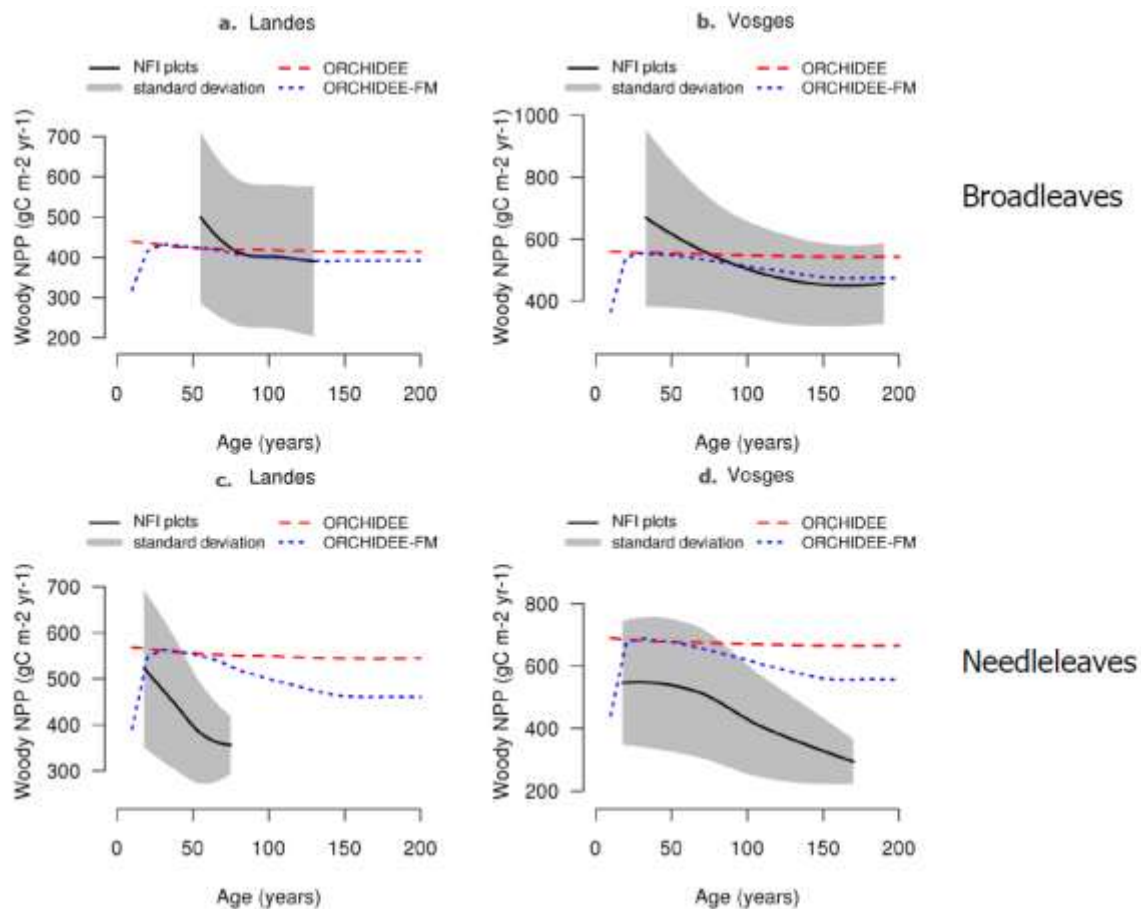 a. Landes
NFI plots ORCHIDEE
standard deviation ORCHIDEE-FM
Woody NPP (gC m-2 yr-1)
700
600
500
400
300
200
0 50 100 150 200
Age (years)
b. Vosges
NFI plots ORCHIDEE
standard deviation ORCHIDEE-FM
Woody NPP (gC m-2 yr-1)
1000
800
600
400
0 50 100 150 200
Age (years)
Broadleaves
c. Landes
NFI plots ORCHIDEE
standard deviation ORCHIDEE-FM
Woody NPP (gC m-2 yr-1)
700
600
500
400
300
0 50 100 150 200
Age (years)
d. Vosges
NFI plots ORCHIDEE
standard deviation ORCHIDEE-FM
Woody NPP (gC m-2 yr-1)
800
600
400
200
0 50 100 150 200
Age (years)
Needleleaves